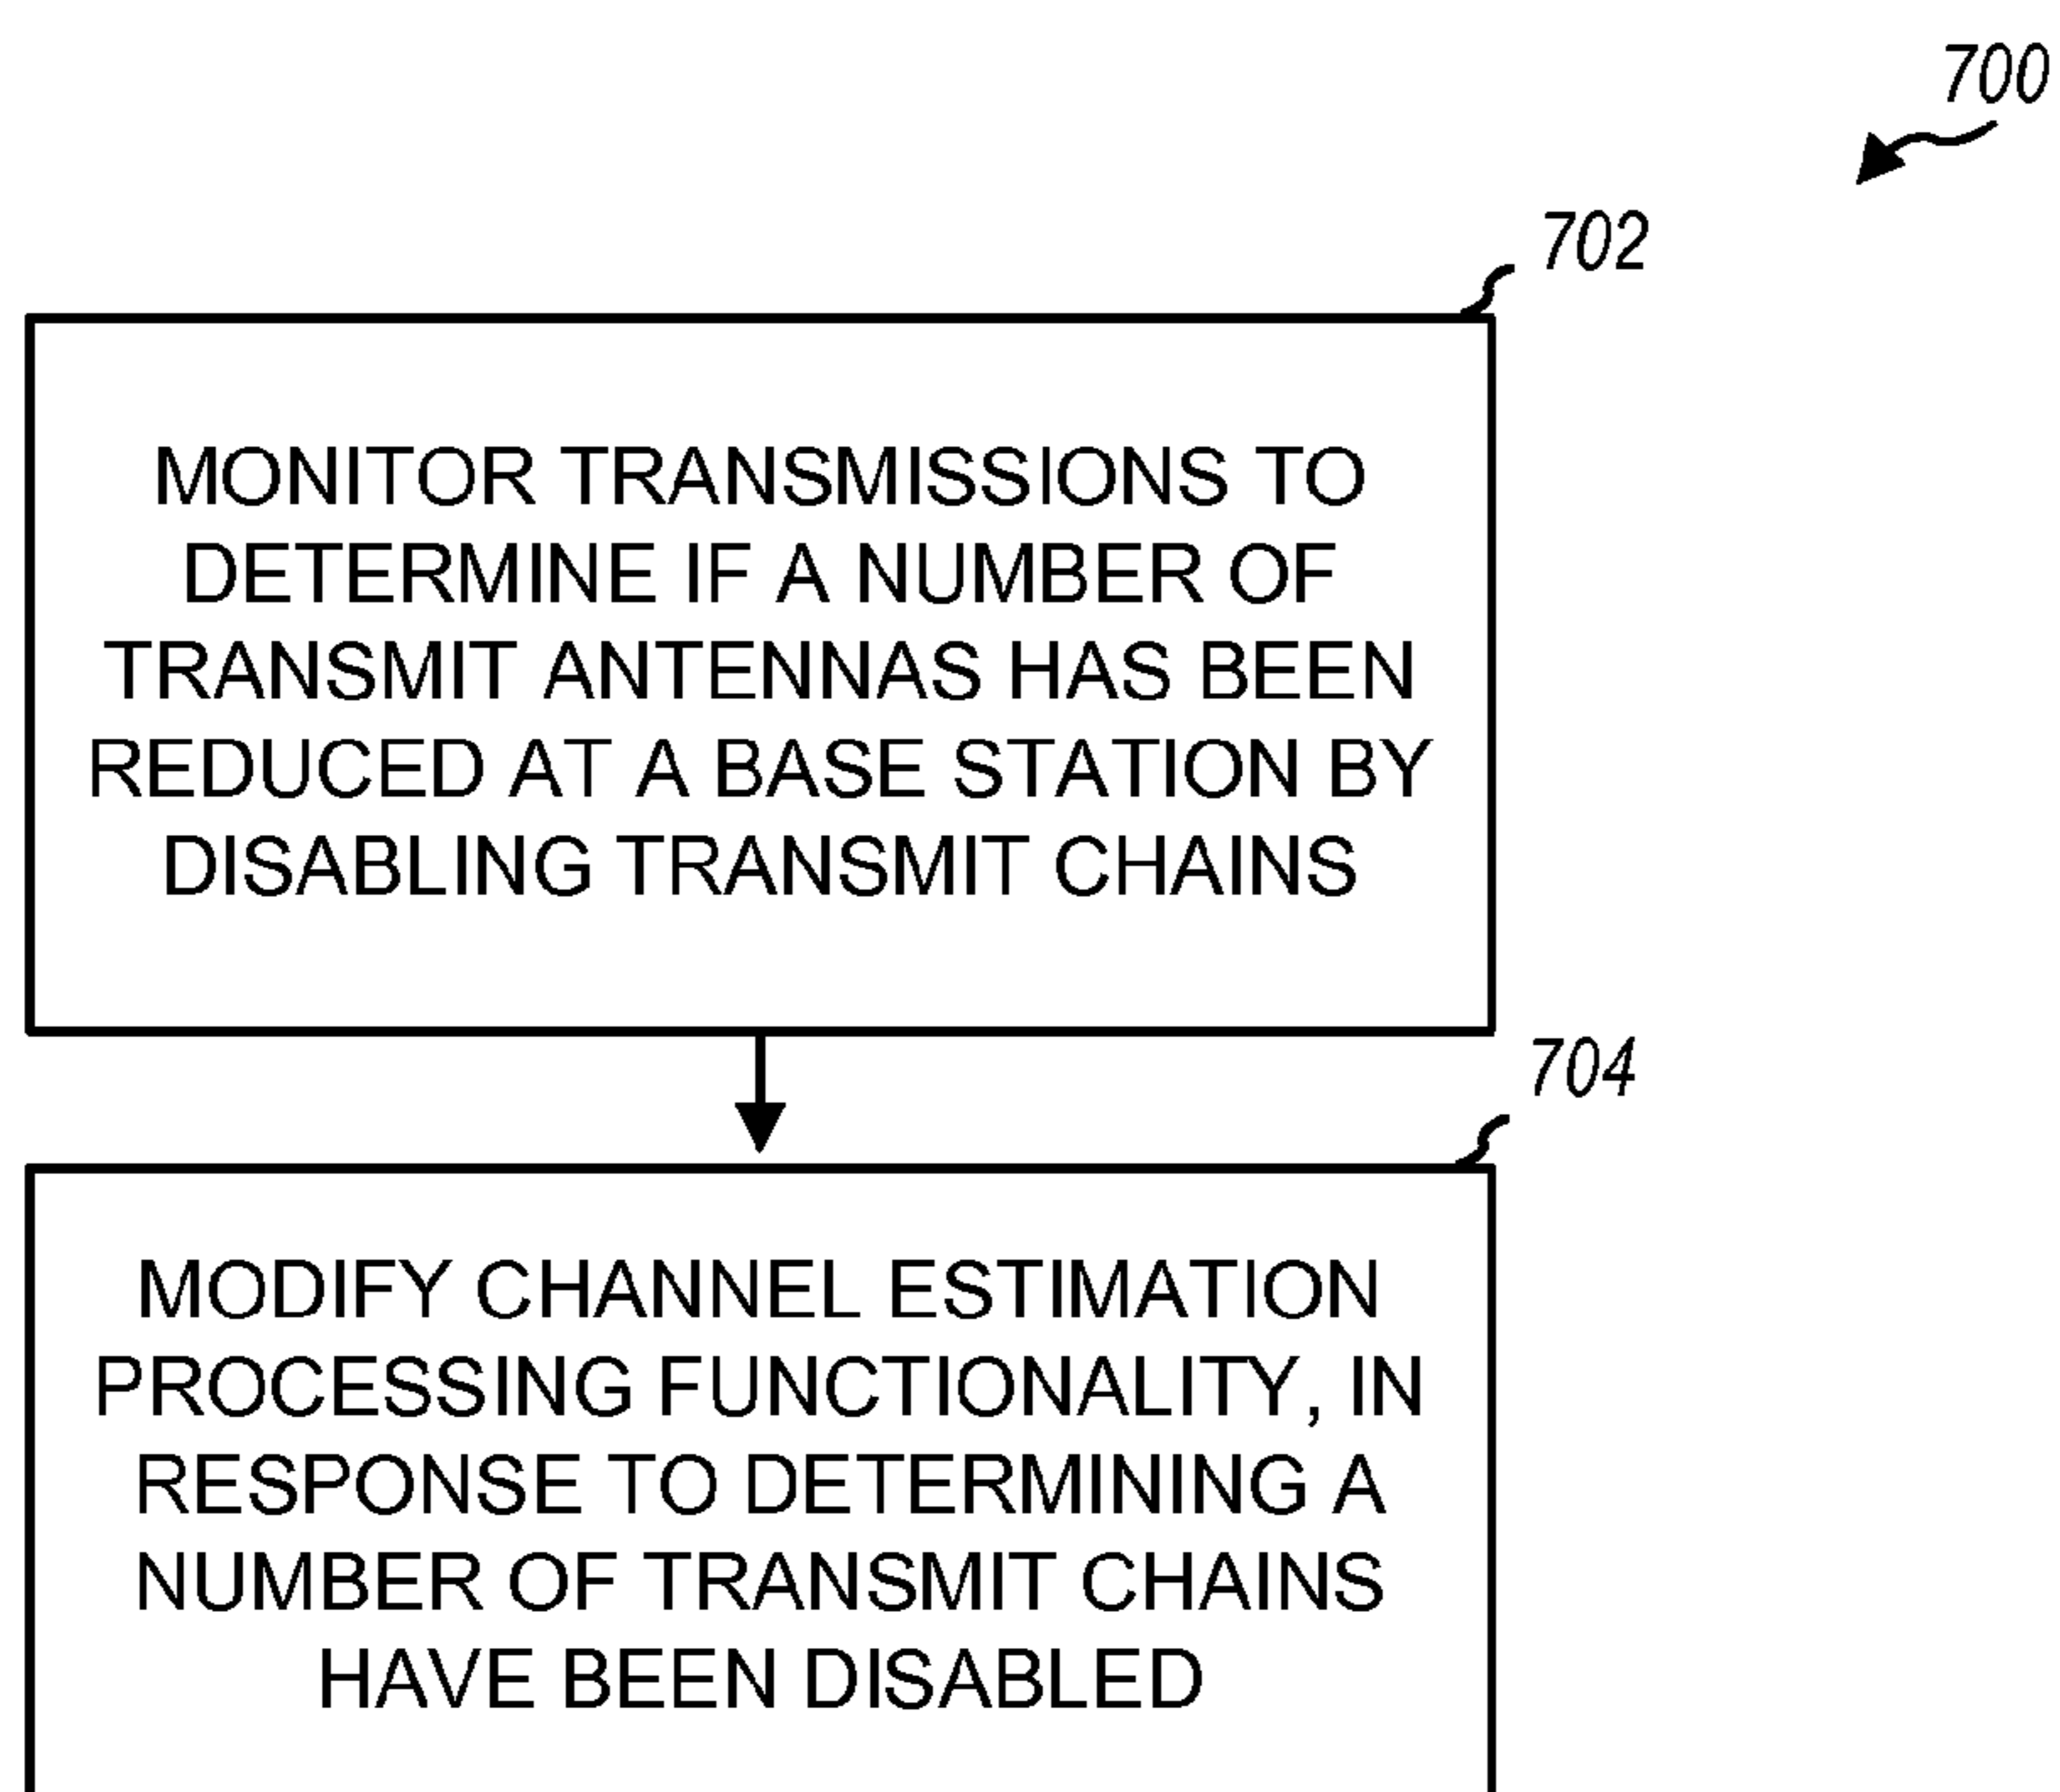 700
702
MONITOR TRANSMISSIONS TO
DETERMINE IF A NUMBER OF
TRANSMIT ANTENNAS HAS BEEN
REDUCED AT A BASE STATION BY
DISABLING TRANSMIT CHAINS
704
MODIFY CHANNEL ESTIMATION
PROCESSING FUNCTIONALITY, IN
RESPONSE TO DETERMINING A
NUMBER OF TRANSMIT CHAINS
HAVE BEEN DISABLED